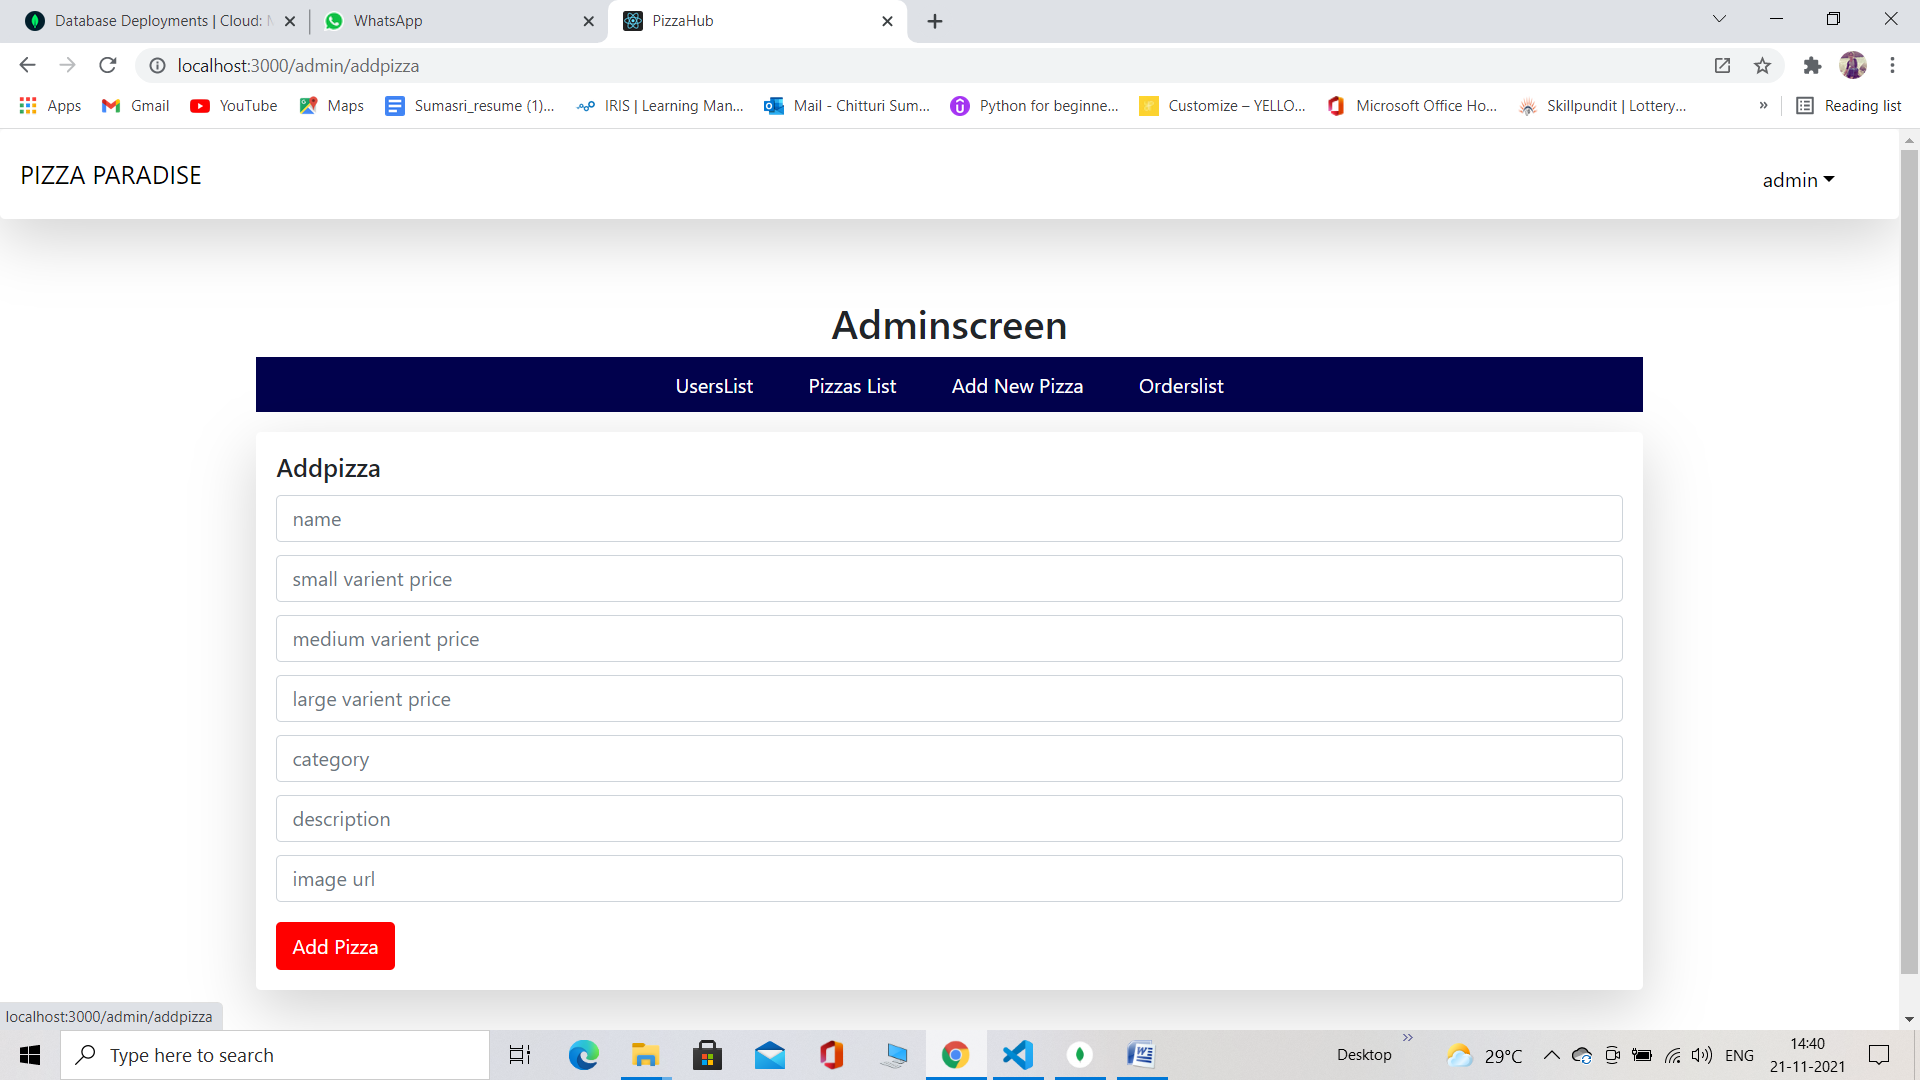 Database Deployments | Cloud: M
WhatsApp
PizzaHub
localhost:3000/admin/addpizza
Apps
Gmail
YouTube
Maps
Sumasri_resume (1)...
IRIS | Learning Man...
Mail - Chitturi Sum...
Python for beginne...
Customize – YELLO...
Microsoft Office Ho...
Skillpundit | Lottery...
»
Reading list
PIZZA PARADISE
admin
Adminscreen
UsersList
Pizzas List
Add New Pizza
Orderslist
Addpizza
name
small varient price
medium varient price
large varient price
category
description
image url
Add Pizza
localhost:3000/admin/addpizza
Type here to search
Desktop
»
29°C
ENG
14:40
21-11-2021